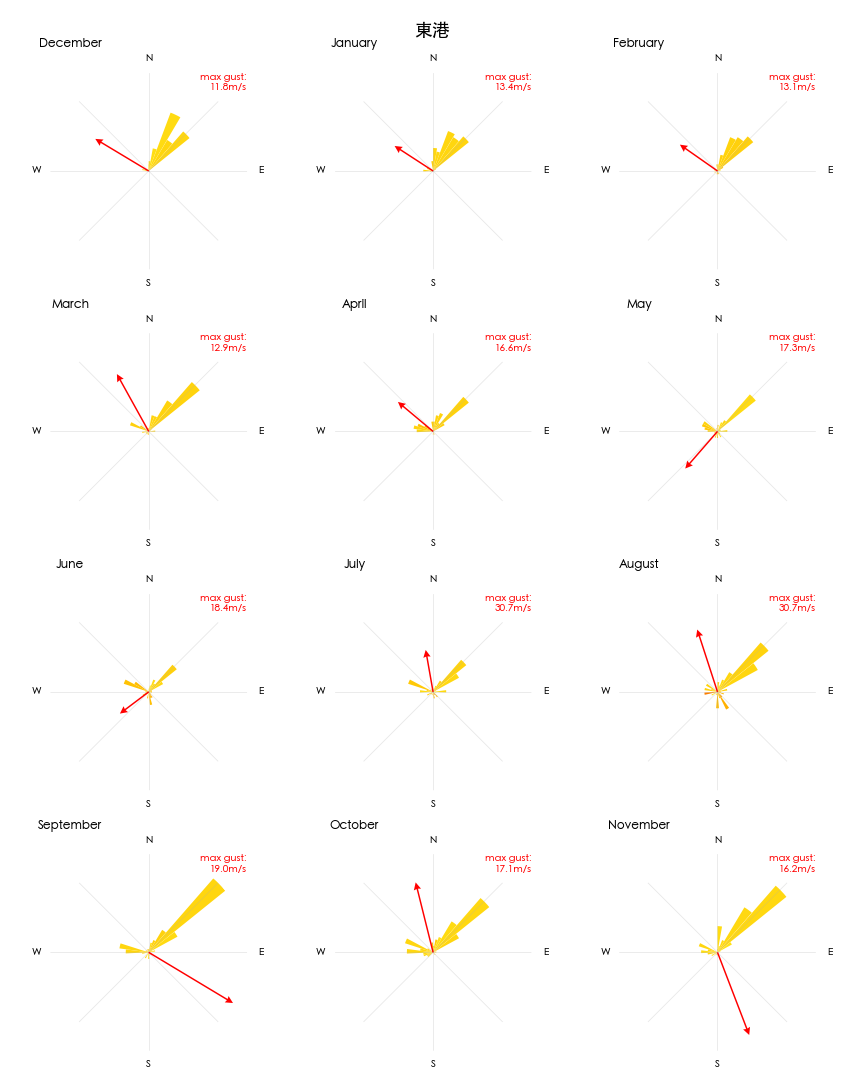 東港
December
N
max gust:
11.8m/s
W
E
S
January
N
max gust:
13.4m/s
W
E
S
February
N
max gust:
13.1m/s
W
E
S
March
N
max gust:
12.9m/s
W
E
S
April
N
max gust:
16.6m/s
W
E
S
May
N
max gust:
17.3m/s
W
E
S
June
N
max gust:
18.4m/s
W
E
S
July
N
max gust:
30.7m/s
W
E
S
August
N
max gust:
30.7m/s
W
E
S
September
N
max gust:
19.0m/s
W
E
S
October
N
max gust:
17.1m/s
W
E
S
November
N
max gust:
16.2m/s
W
E
S